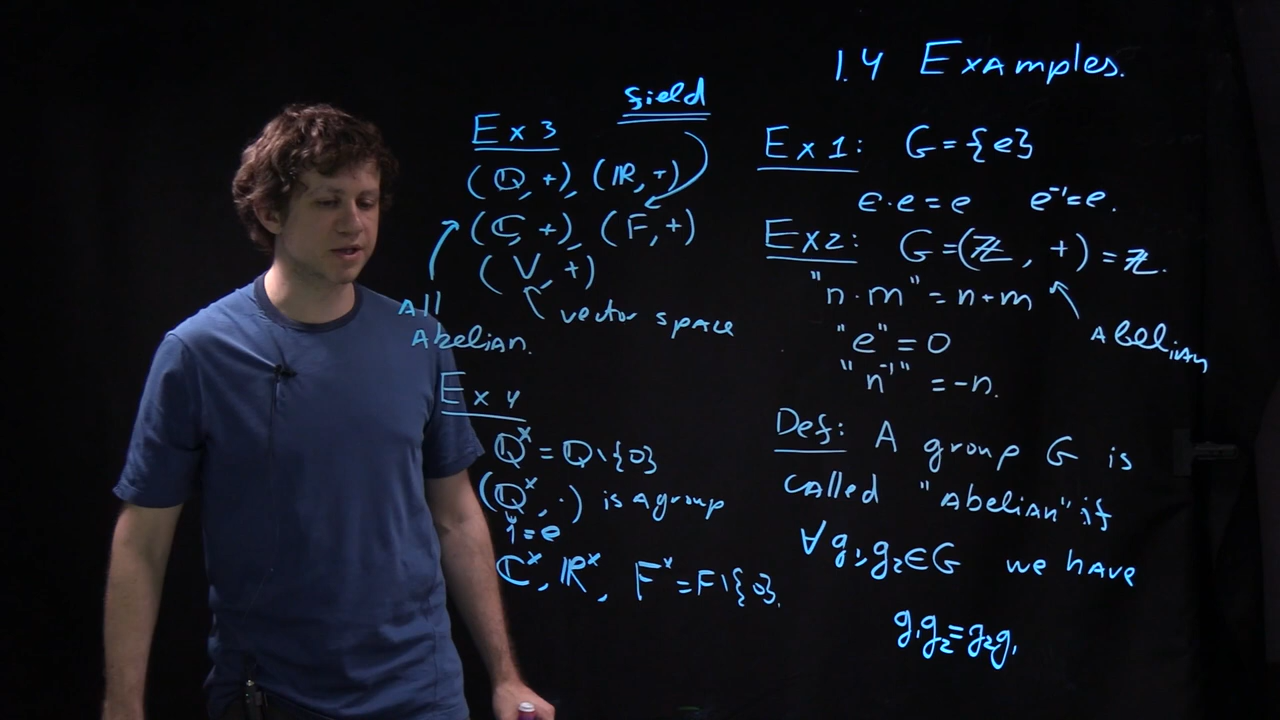 1.4 Examples.
Ex 1: G={e}
e·e=e e⁻¹=e.
Ex 2: G=(ℤ, +)=ℤ.
"n·m"=n+m
Abelian
"e"=0
"n⁻¹"=-n.
Def: A group G is
called "Abelian" if
∀g₁,g₂∈G we have
g₁g₂=g₂g₁
field
Ex 3
(ℚ,+), (ℝ,+)
(ℂ,+), (F,+)
(V,+)
vector space
All
Abelian.
Ex 4
ℚˣ=ℚ\{0}
(ℚˣ,·) is a group
1=e
ℂˣ, ℝˣ, Fˣ=F\{0}.